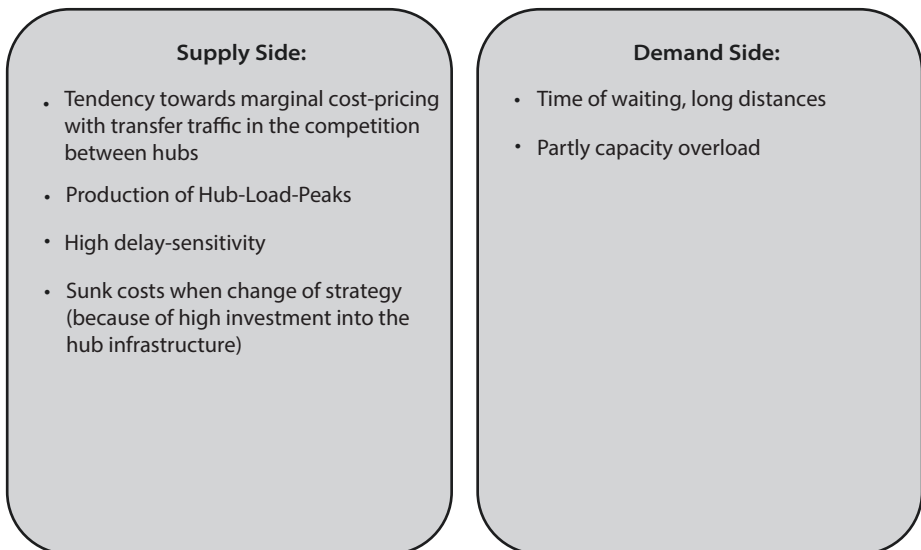 Supply Side:
• Tendency towards marginal cost-pricing
with transfer traffic in the competition
between hubs
• Production of Hub-Load-Peaks
• High delay-sensitivity
• Sunk costs when change of strategy
(because of high investment into the
hub infrastructure)
Demand Side:
• Time of waiting, long distances
• Partly capacity overload